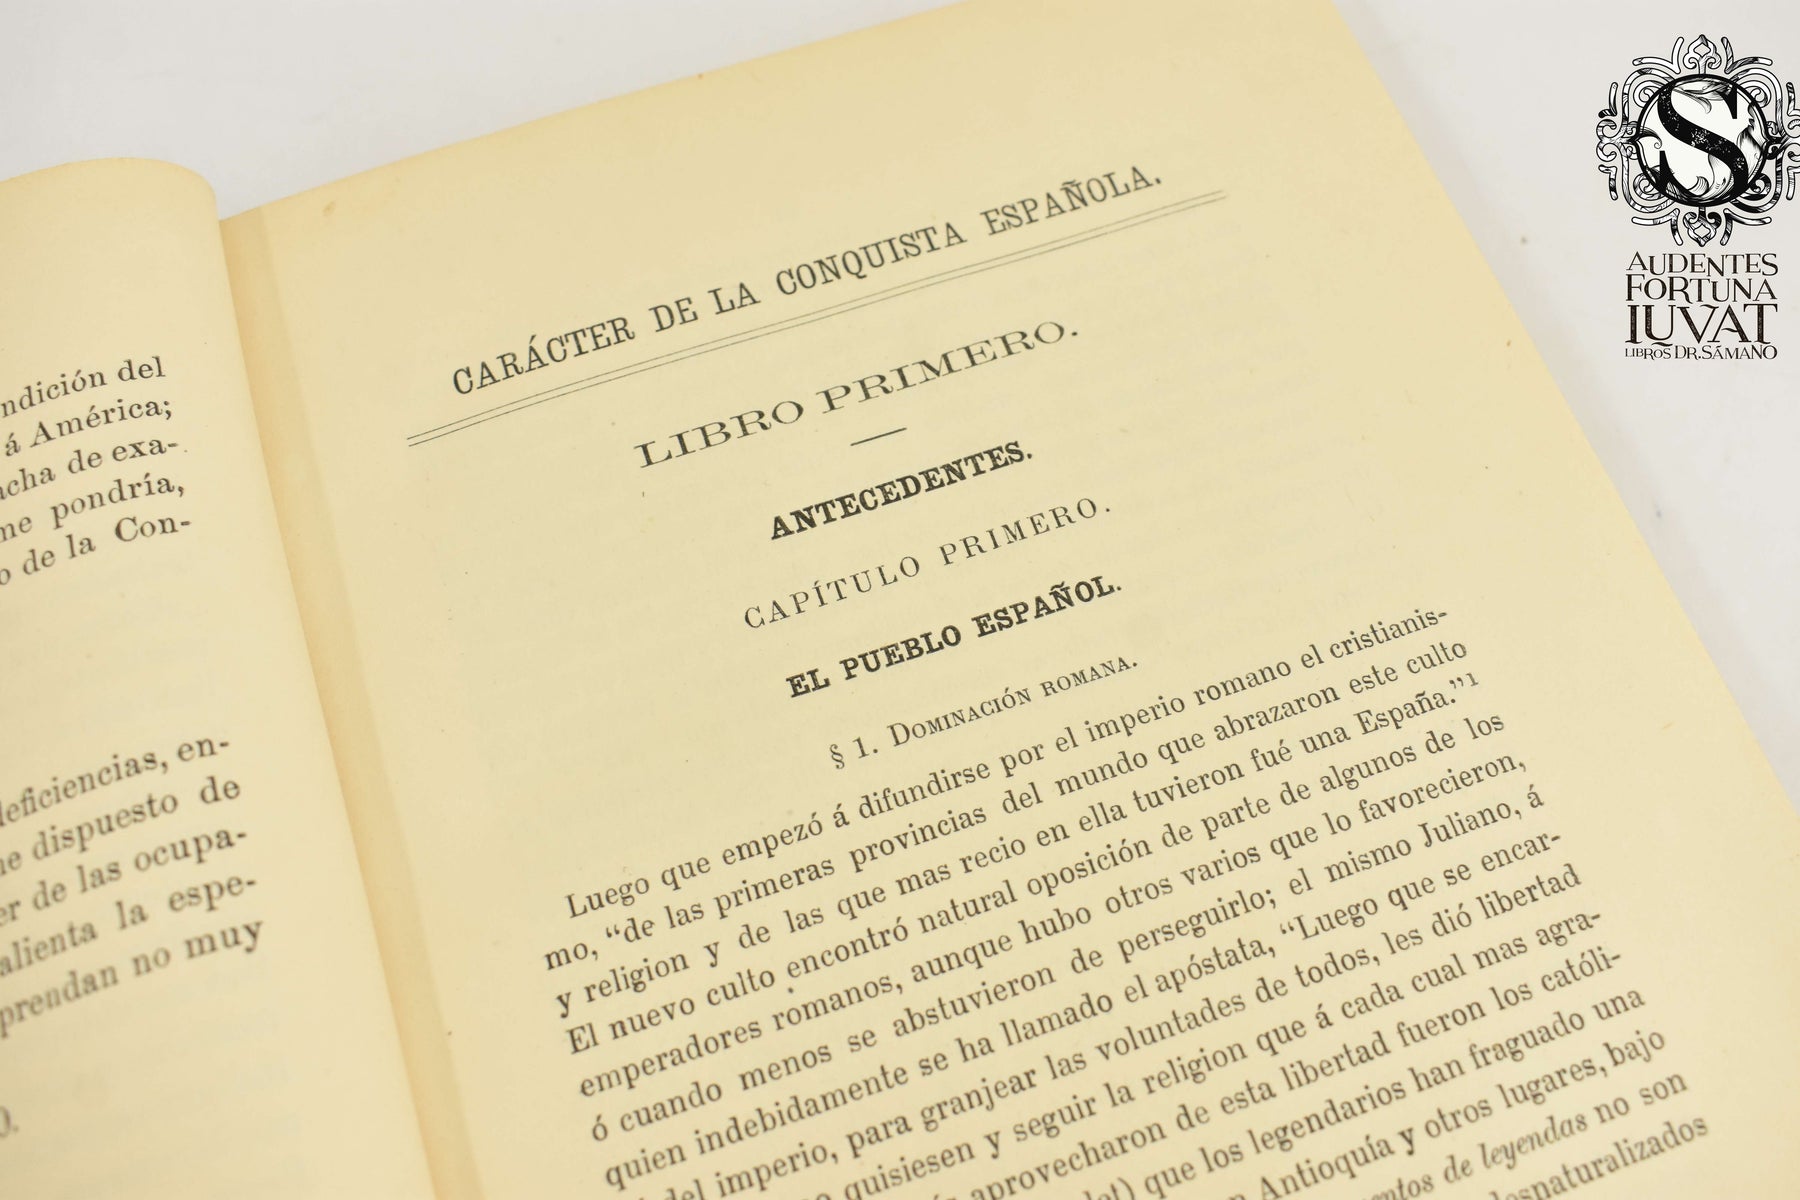 ndición del
á América;
acha de exa-
me pondría,
o de la Con-
deficiencias, en-
ne dispuesto de
er de las ocupa-
alienta la espe-
prendan no muy
CARÁCTER DE LA CONQUISTA ESPAÑOLA.
LIBRO PRIMERO.
ANTECEDENTES.
CAPÍTULO PRIMERO.
EL PUEBLO ESPAÑOL.
§ 1. DOMINACIÓN ROMANA.
Luego que empezó á difundirse por el imperio romano el cristianis-
mo, “de las primeras provincias del mundo que abrazaron este culto
y religion y de las que mas recio en ella tuvieron fué una España.”1
El nuevo culto encontró natural oposición de parte de algunos de los
emperadores romanos, aunque hubo otros varios que lo favorecieron,
ó cuando menos se abstuvieron de perseguirlo; el mismo Juliano, á
quien indebidamente se ha llamado el apóstata, “Luego que se encar-
del imperio, para granjear las voluntades de todos, les dió libertad
quisiesen y seguir la religion que á cada cual mas agra-
aprovecharon de esta libertad fueron los católi-
que los legendarios han fraguado una
Antioquía y otros lugares, bajo
de leyendas no son
AUDENTES
FORTUNA
IUVAT
LIBROS DR. SÁMANO